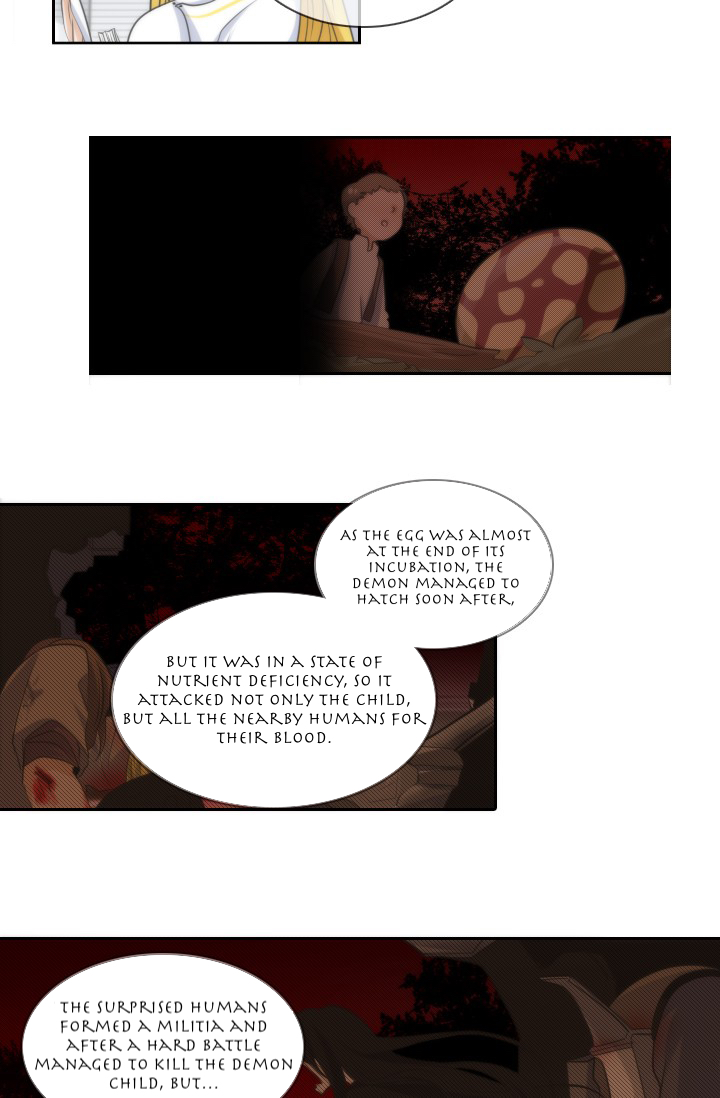 AS THE EGG WAS ALMOST
AT THE END OF ITS
INCUBATION, THE
DEMON MANAGED TO
HATCH SOON AFTER,
BUT IT WAS IN A STATE OF
NUTRIENT DEFICIENCY, SO IT
ATTACKED NOT ONLY THE CHILD,
BUT ALL THE NEARBY HUMANS FOR
THEIR BLOOD.
THE SURPRISED HUMANS
FORMED A MILITIA AND
AFTER A HARD BATTLE
MANAGED TO KILL THE DEMON
CHILD, BUT...